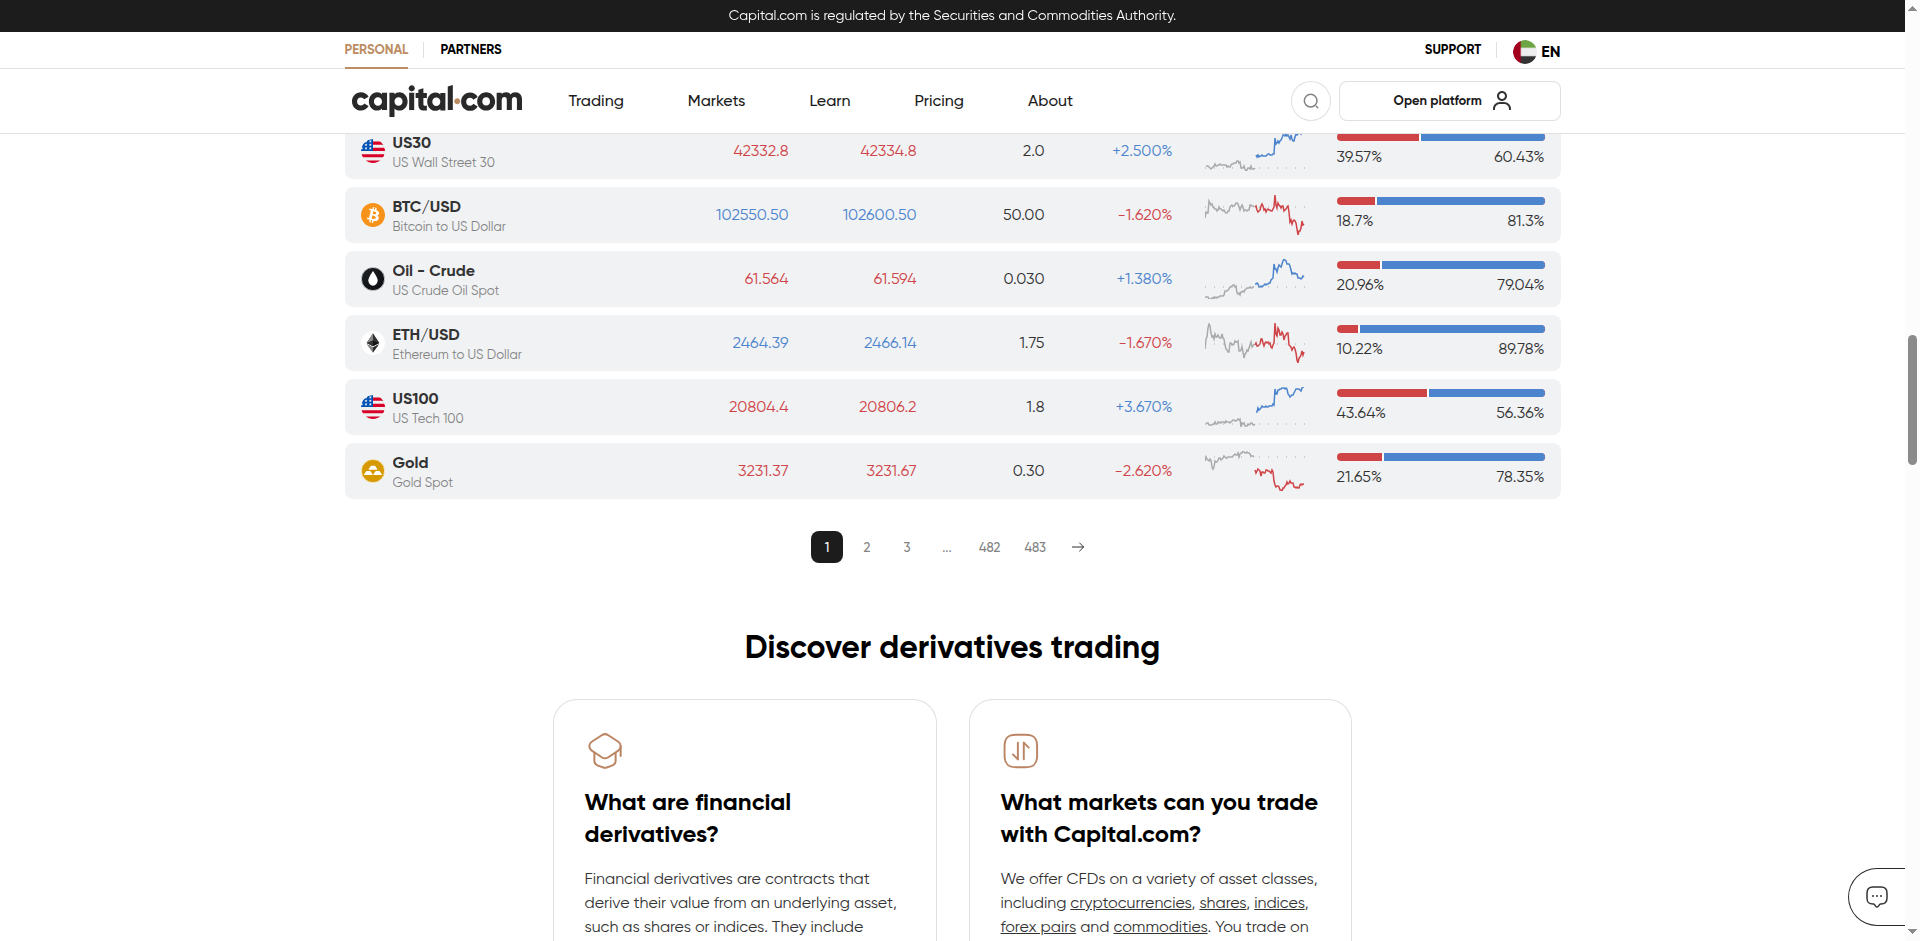 Capital.com is regulated by the Securities and Commodities Authority.
PERSONAL PARTNERS SUPPORT EN
capital.com Trading Markets Learn Pricing About Open platform
US30
US Wall Street 30
42332.8 42334.8 2.0 +2.500% 39.57% 60.43%
BTC/USD
Bitcoin to US Dollar
102550.50 102600.50 50.00 -1.620% 18.7% 81.3%
Oil - Crude
US Crude Oil Spot
61.564 61.594 0.030 +1.380% 20.96% 79.04%
ETH/USD
Ethereum to US Dollar
2464.39 2466.14 1.75 -1.670% 10.22% 89.78%
US100
US Tech 100
20804.4 20806.2 1.8 +3.670% 43.64% 56.36%
Gold
Gold Spot
3231.37 3231.67 0.30 -2.620% 21.65% 78.35%
1 2 3 ... 482 483
Discover derivatives trading
What are financial
derivatives?
Financial derivatives are contracts that
derive their value from an underlying asset,
such as shares or indices. They include
What markets can you trade
with Capital.com?
We offer CFDs on a variety of asset classes,
including cryptocurrencies, shares, indices,
forex pairs and commodities. You trade on